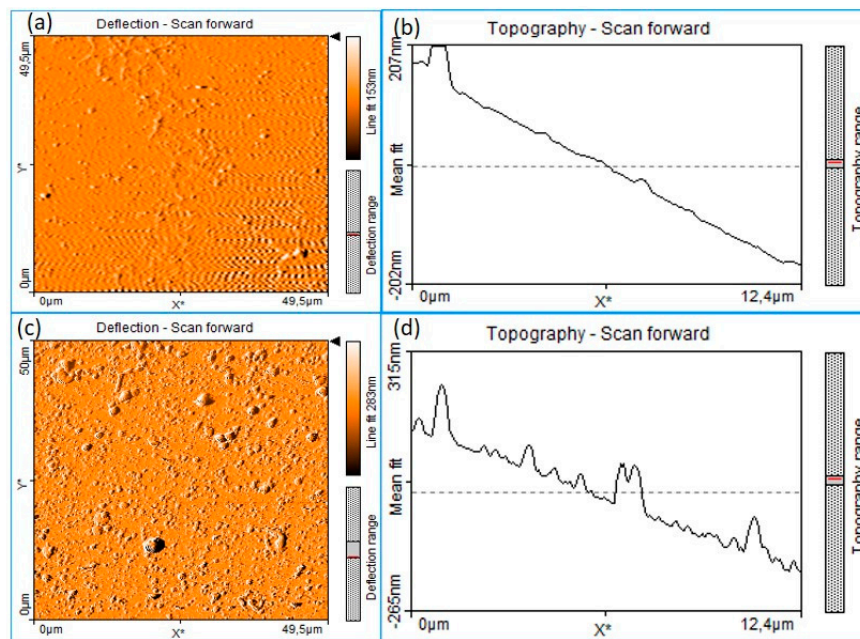 (a)
Deflection - Scan forward
49,5µm
Y*
0µm
0µm
X*
49,5µm
Line fit 153nm
Deflection range
(b)
Topography - Scan forward
207nm
Mean fit
-202nm
0µm
X*
12,4µm
Topography range
(c)
Deflection - Scan forward
50µm
Y*
0µm
0µm
X*
49,5µm
Line fit 283nm
Deflection range
(d)
Topography - Scan forward
315nm
Mean fit
-265nm
0µm
X*
12,4µm
Topography range